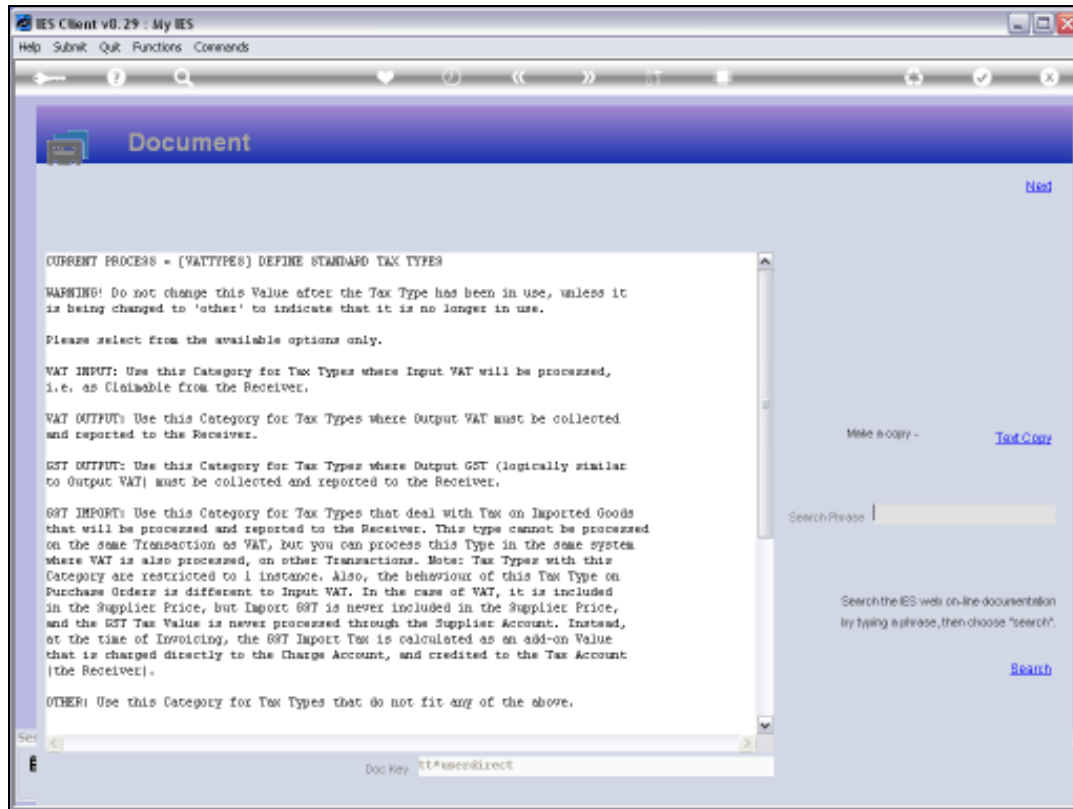 IES Client v8.29 : My IES
Help Submit Quit Functions Commands
Document
Next
CURRENT PROCESS = [VATTYPES] DEFINE STANDARD TAX TYPES
WARNING! Do not change this Value after the Tax Type has been in use, unless it
is being changed to 'other' to indicate that it is no longer in use.
Please select from the available options only.
VAT INPUT: Use this Category for Tax Types where Input VAT will be processed,
i.e. as Claimable from the Receiver.
VAT OUTPUT: Use this Category for Tax Types where Output VAT must be collected
and reported to the Receiver.
GST OUTPUT: Use this Category for Tax Types where Output GST (logically similar
to Output VAT) must be collected and reported to the Receiver.
GST IMPORT: Use this Category for Tax Types that deal with Tax on Imported Goods
that will be processed and reported to the Receiver. This type cannot be processed
on the same Transaction as VAT, but you can process this Type in the same system
where VAT is also processed, on other Transactions. Note: Tax Types with this
Category are restricted to 1 instance. Also, the behaviour of this Tax Type on
Purchase Orders is different to Input VAT. In the case of VAT, it is included
in the Supplier Price, but Import GST is never included in the Supplier Price,
and the GST Tax Value is never processed through the Supplier Account. Instead,
at the time of Invoicing, the GST Import Tax is calculated as an add-on Value
that is charged directly to the Charge Account, and credited to the Tax Account
(the Receiver).
OTHER: Use this Category for Tax Types that do not fit any of the above.
Make a copy -
Text Copy
Search Phrase
Search the IES web on-line documentation
by typing a phrase, then choose "search".
Search
Doc Key tt*userdirect